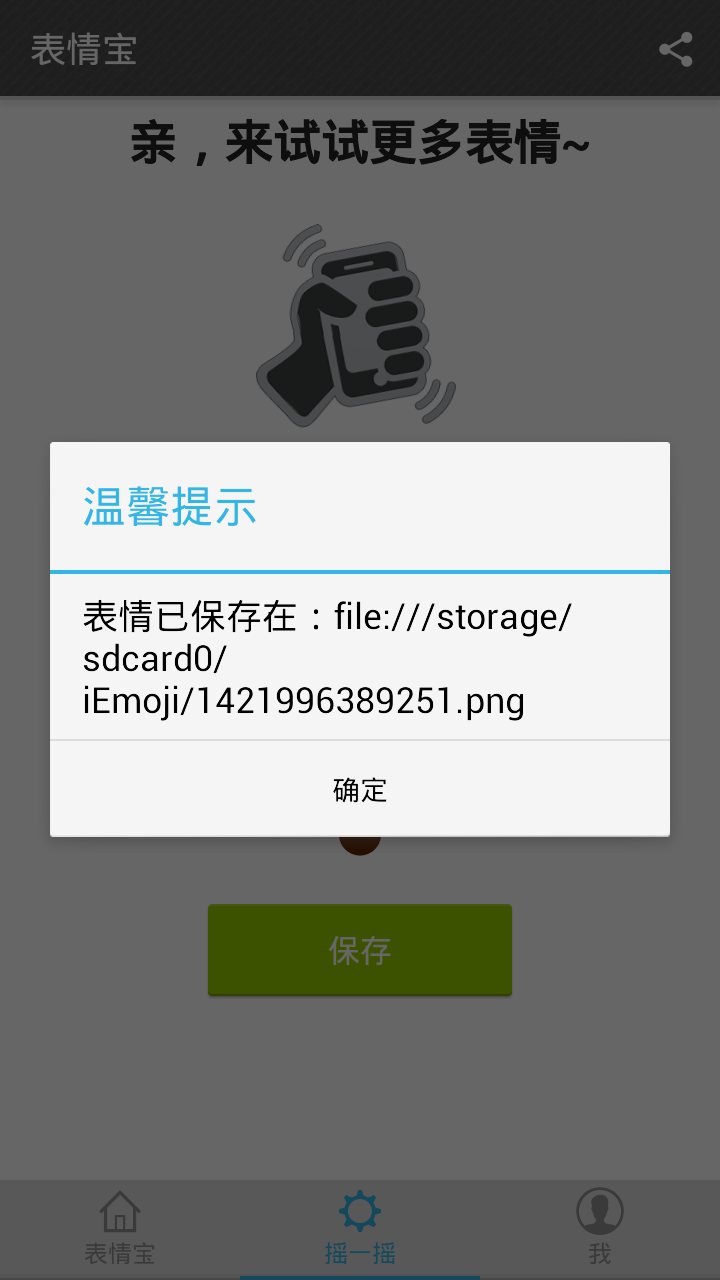 表情宝
亲，来试试更多表情~
温馨提示
表情已保存在：file:///storage/
sdcard0/
iEmoji/1421996389251.png
确定
保存
表情宝
摇一摇
我